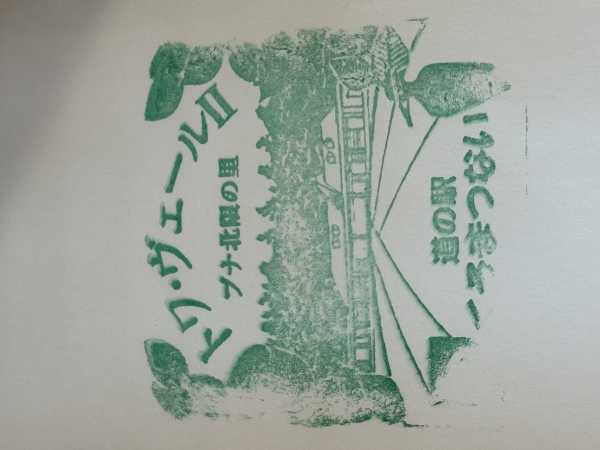 トワ・ヴェールⅡ
ブナ北限の里
道の駅
くろまつない